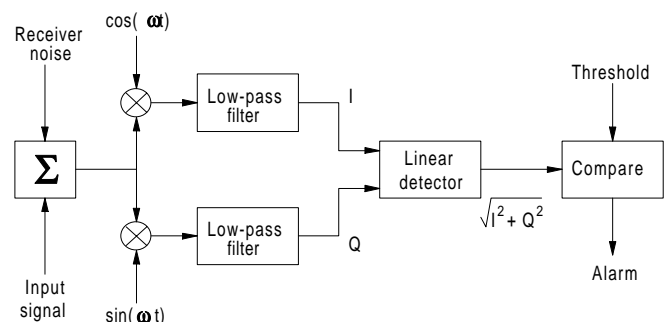 cos( ωt)
Receiver
noise
Low-pass
filter
I
Threshold
Σ
Linear
detector
Compare
√I² + Q²
Low-pass
filter
Q
Input
signal
Alarm
sin(ω t)